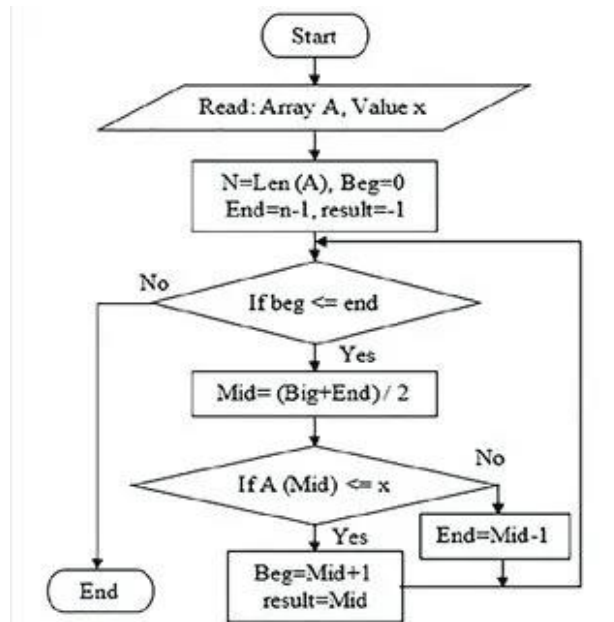 Start
Read: Array A, Value x
N=Len (A), Beg=0
End=n-1, result=-1
No
If beg <= end
Yes
Mid= (Big+End) / 2
No
If A (Mid) <= x
Yes
End=Mid-1
Beg=Mid+1
result=Mid
End